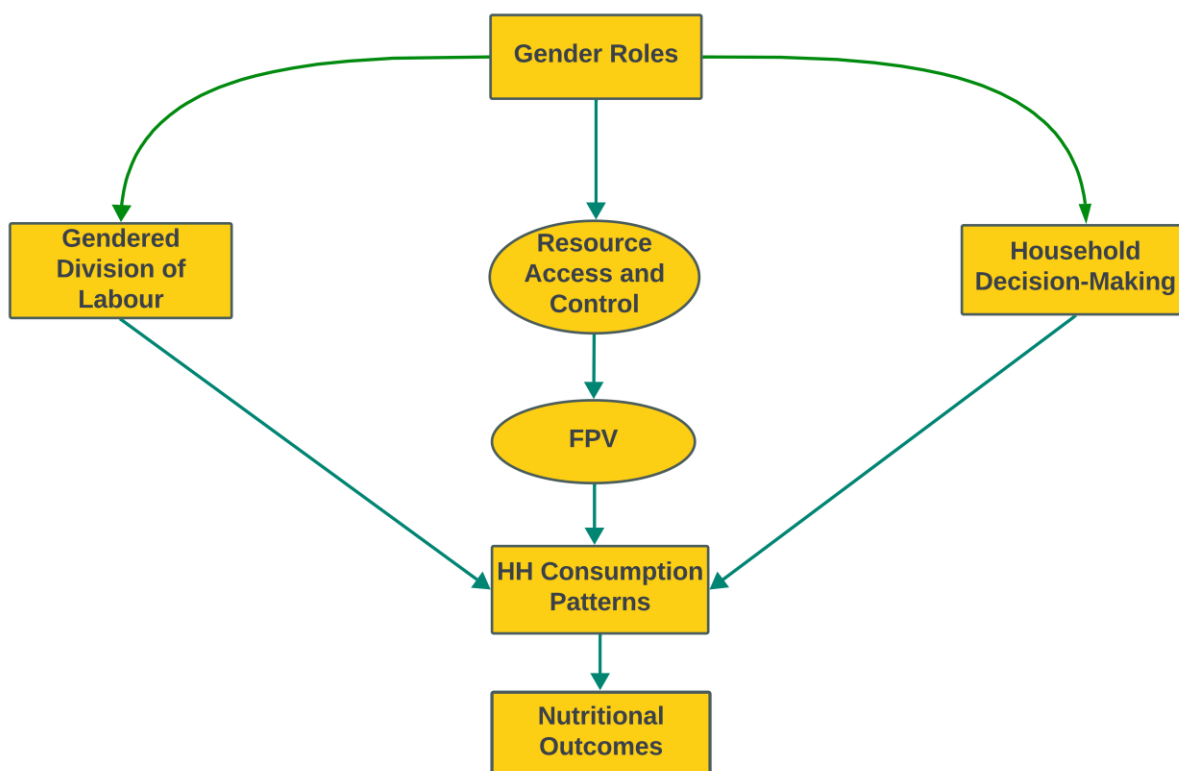 Gender Roles
Gendered
Division of
Labour
Resource
Access and
Control
Household
Decision-Making
FPV
HH Consumption
Patterns
Nutritional
Outcomes